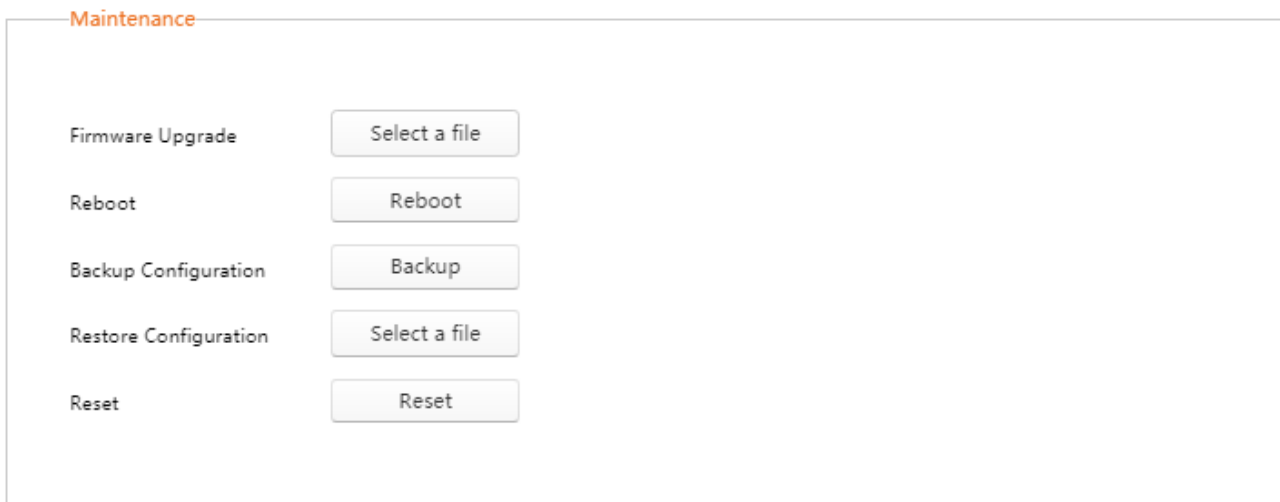 Maintenance
Firmware Upgrade Select a file
Reboot Reboot
Backup Configuration Backup
Restore Configuration Select a file
Reset Reset